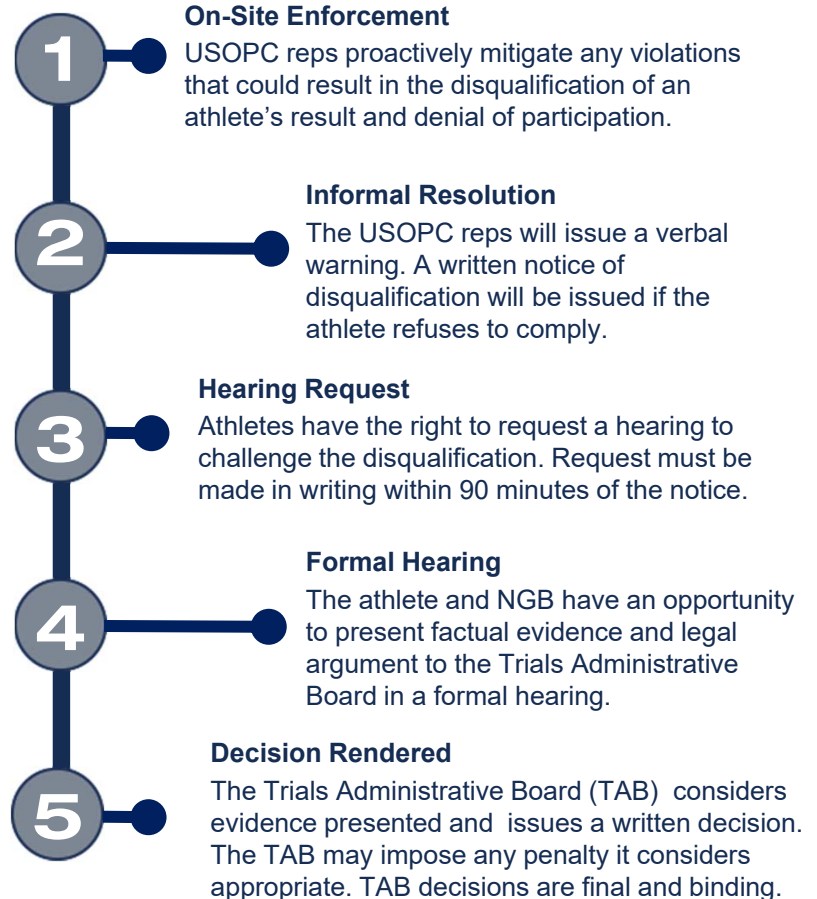 1
On-Site Enforcement
USOPC reps proactively mitigate any violations
that could result in the disqualification of an
athlete’s result and denial of participation.
2
Informal Resolution
The USOPC reps will issue a verbal
warning. A written notice of
disqualification will be issued if the
athlete refuses to comply.
3
Hearing Request
Athletes have the right to request a hearing to
challenge the disqualification. Request must be
made in writing within 90 minutes of the notice.
4
Formal Hearing
The athlete and NGB have an opportunity
to present factual evidence and legal
argument to the Trials Administrative
Board in a formal hearing.
5
Decision Rendered
The Trials Administrative Board (TAB) considers
evidence presented and issues a written decision.
The TAB may impose any penalty it considers
appropriate. TAB decisions are final and binding.